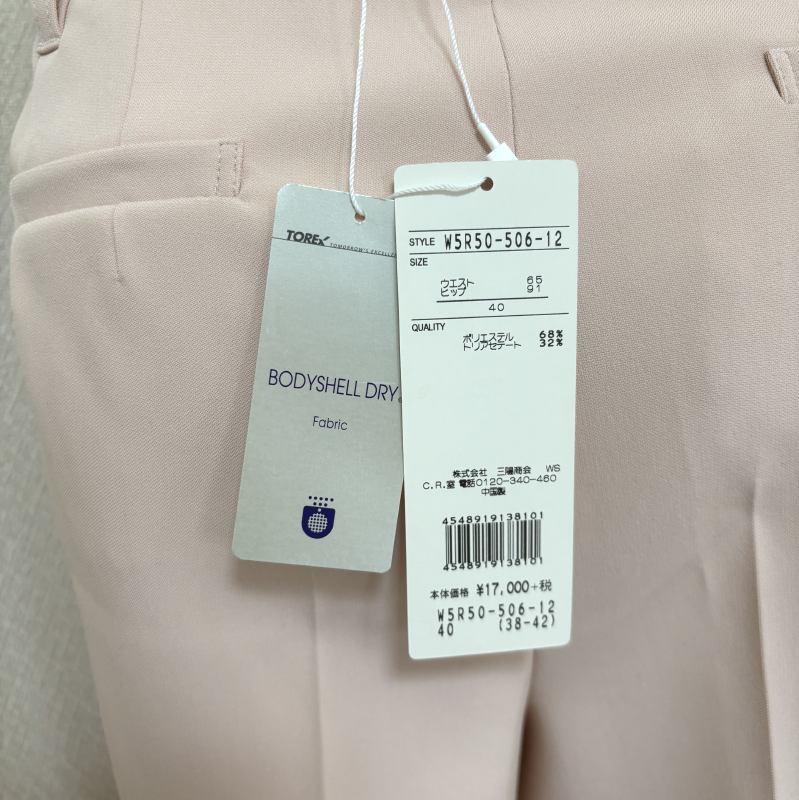 TOREX TOMORROW'S EXCELLE
BODYSHELL DRY
Fabric
STYLE W5R50-506-12
SIZE
ウエスト 65
ヒップ 91
40
QUALITY
ポリエステル 68%
トリアセテート 32%
株式会社 三陽商会 WS
C.R.室 電話0120-340-460
中国製
4548919138101
4548919138101
本体価格 ¥17,000+税
W5R50-506-12
40 (38-42)